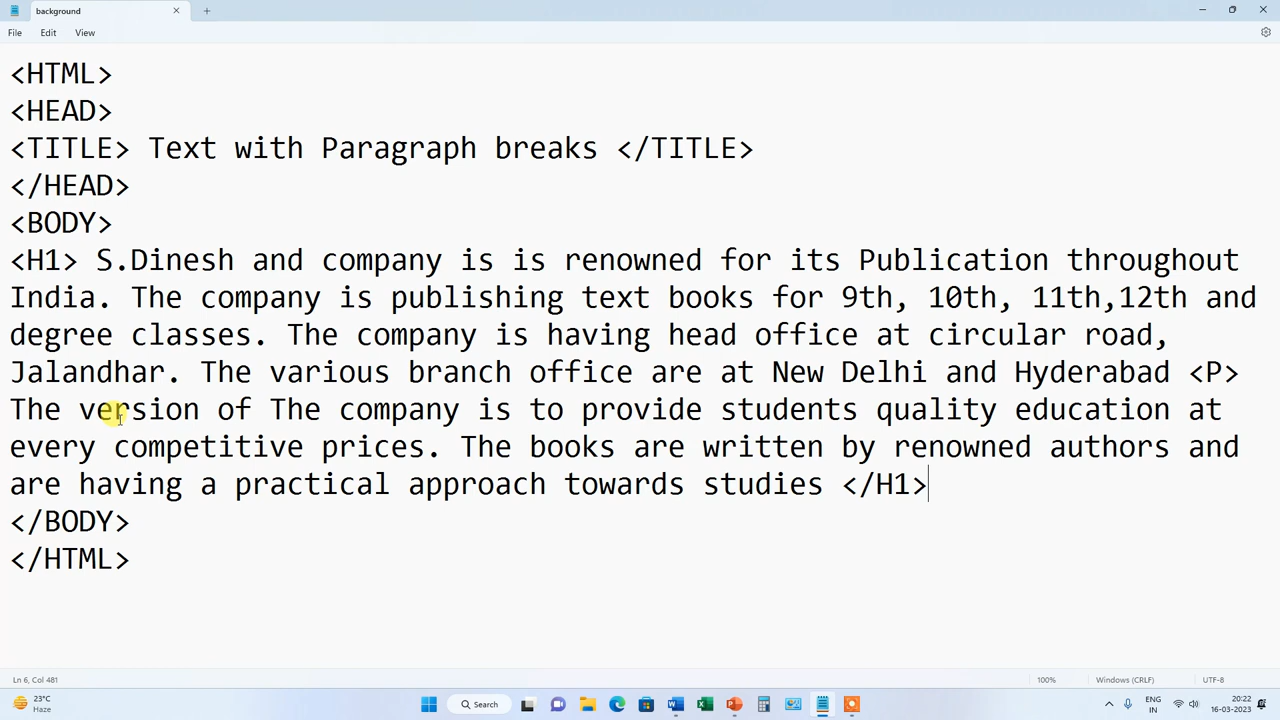 background
File Edit View
<HTML>
<HEAD>
<TITLE> Text with Paragraph breaks </TITLE>
</HEAD>
<BODY>
<H1> S.Dinesh and company is is renowned for its Publication throughout
India. The company is publishing text books for 9th, 10th, 11th,12th and
degree classes. The company is having head office at circular road,
Jalandhar. The various branch office are at New Delhi and Hyderabad <P>
The version of The company is to provide students quality education at
every competitive prices. The books are written by renowned authors and
are having a practical approach towards studies </H1>
</BODY>
</HTML>
Ln 6, Col 481 100% Windows (CRLF) UTF-8
23°C
Haze
Search
ENG
IN
20:22
16-03-2023